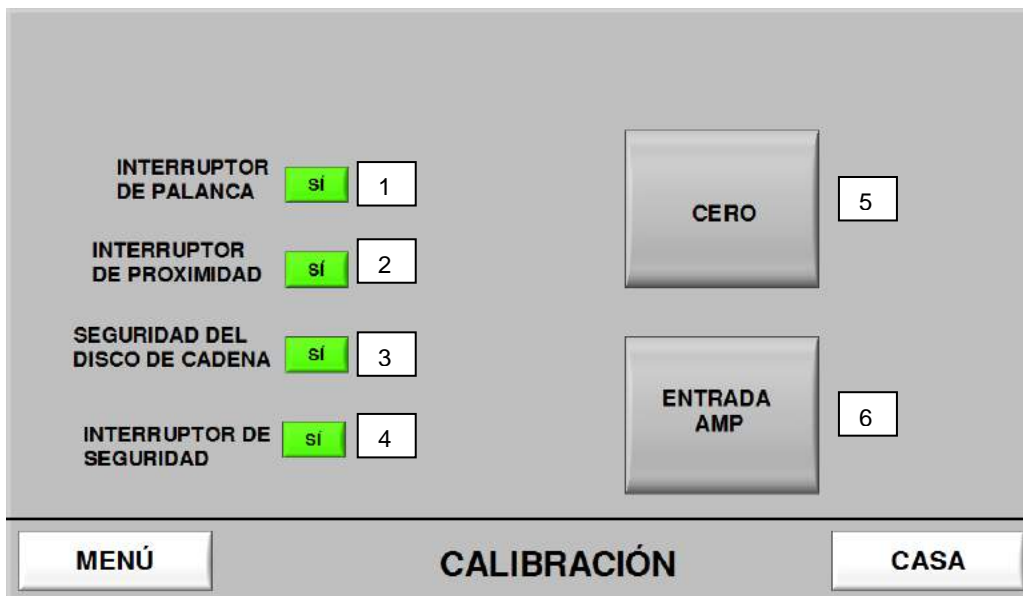 INTERRUPTOR
DE PALANCA
SÍ
1
INTERRUPTOR
DE PROXIMIDAD
SÍ
2
SEGURIDAD DEL
DISCO DE CADENA
SÍ
3
INTERRUPTOR DE
SEGURIDAD
SÍ
4
CERO
5
ENTRADA
AMP
6
MENÚ
CALIBRACIÓN
CASA